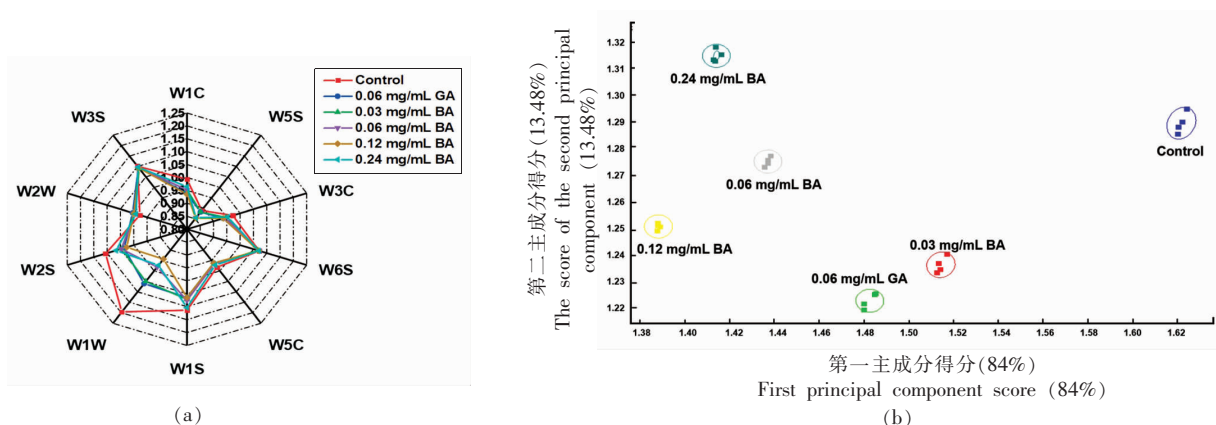 W1C
W5S
W3C
W6S
W5C
W1S
W1W
W2S
W2W
W3S
1.25
1.20
1.15
1.10
1.05
1.00
0.95
0.90
0.85
0.80
Control
0.06 mg/mL GA
0.03 mg/mL BA
0.06 mg/mL BA
0.12 mg/mL BA
0.24 mg/mL BA
(a)
第二主成分得分(13.48%)
The score of the second principal
component (13.48%)
1.32
1.31
1.30
1.29
1.28
1.27
1.26
1.25
1.24
1.23
1.22
0.24 mg/mL BA
Control
0.06 mg/mL BA
0.12 mg/mL BA
0.03 mg/mL BA
0.06 mg/mL GA
1.38 1.40 1.42 1.44 1.46 1.48 1.50 1.52 1.54 1.56 1.58 1.60 1.62
第一主成分得分(84%)
First principal component score (84%)
(b)